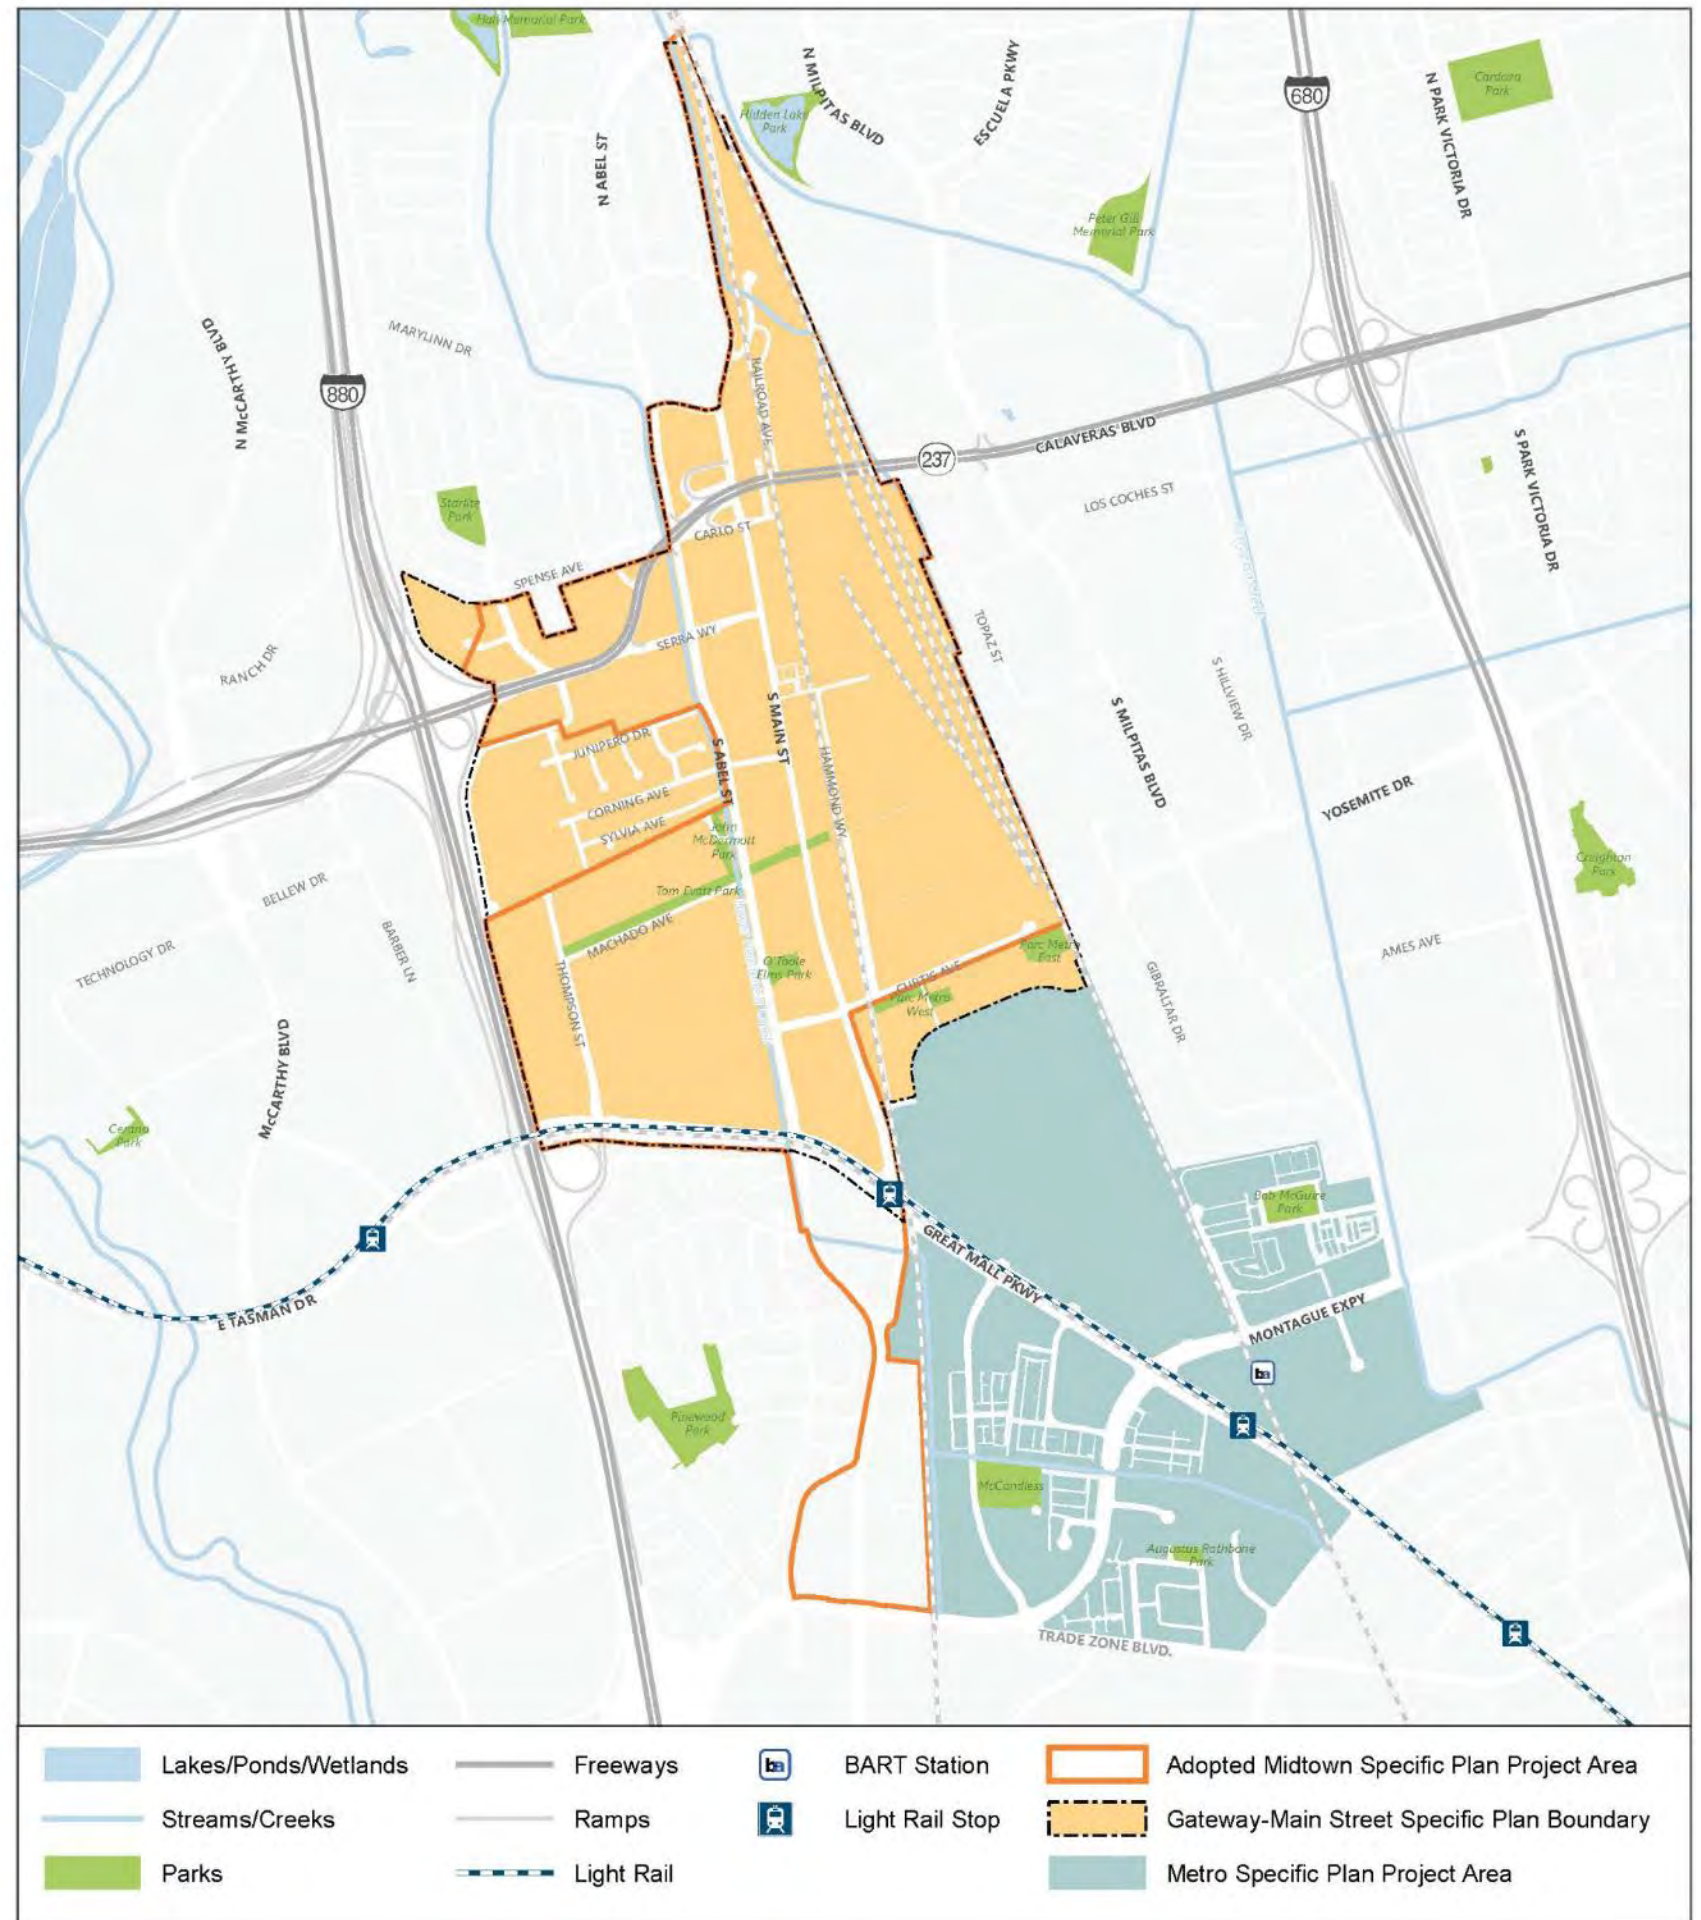 Hall Memorial Park
N MILPITAS BLVD
ESCUELA PKWY
680
N PARK VICTORIA DR
Cardoza
Park
Hidden Lake
Park
N ABEL ST
Peter Gill
Memorial Park
N McCARTHY BLVD
MARYLINN DR
880
RAILROAD AVE
237
CALAVERAS BLVD
LOS COCHES ST
S PARK VICTORIA DR
Starlite
Park
CARLO ST
SPENSE AVE
SERRA WY
TOPAZ ST
RANCH DR
S HILLVIEW DR
S MAIN ST
S MILPITAS BLVD
JUNIPERO DR
S ABEL ST
HAMMOND WY
YOSEMITE DR
CORNING AVE
SYLVIA AVE
John
McDermott
Park
Creighton
Park
BELLEW DR
Tom Evatt Park
MACHADO AVE
BARBER LN
TECHNOLOGY DR
AMES AVE
Parc Metro
East
O Toole
Elms Park
CURTIS AVE
Parc Metro
West
THOMPSON ST
GIBRALTAR DR
McCARTHY BLVD
Cerano
Park
Bob McGuire
Park
GREAT MALL PKWY
E TASMAN DR
MONTAGUE EXPY
ba
Pinewood
Park
McCandless
Augustus Rathbone
Park
TRADE ZONE BLVD.
Lakes/Ponds/Wetlands
Freeways
ba
BART Station
Adopted Midtown Specific Plan Project Area
Streams/Creeks
Ramps
Light Rail Stop
Gateway-Main Street Specific Plan Boundary
Parks
Light Rail
Metro Specific Plan Project Area